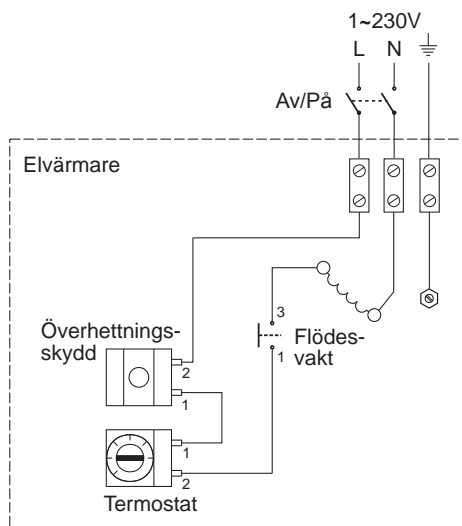 1~230V
L N
Av/På
Elvärmare
3
Överhettnings-
skydd
Flödes-
vakt
1
2
1
1
2
Termostat